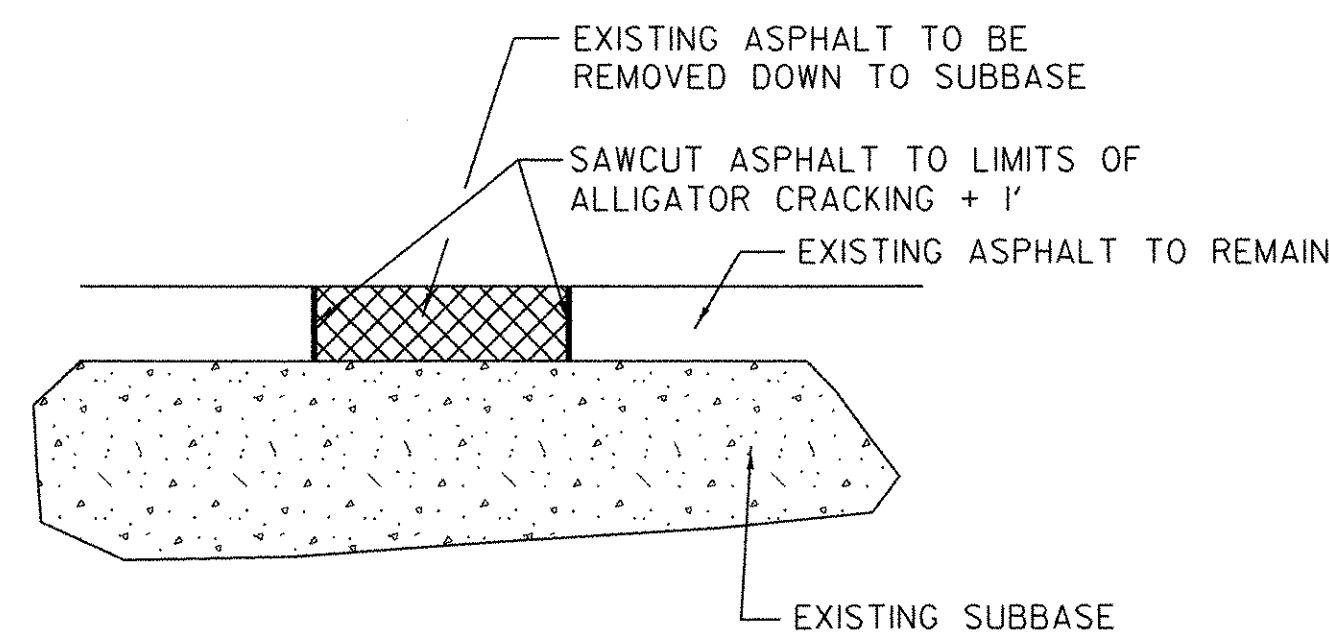 EXISTING ASPHALT TO BE
REMOVED DOWN TO SUBBASE
SAWCUT ASPHALT TO LIMITS OF
ALLIGATOR CRACKING + 1'
EXISTING ASPHALT TO REMAIN
EXISTING SUBBASE